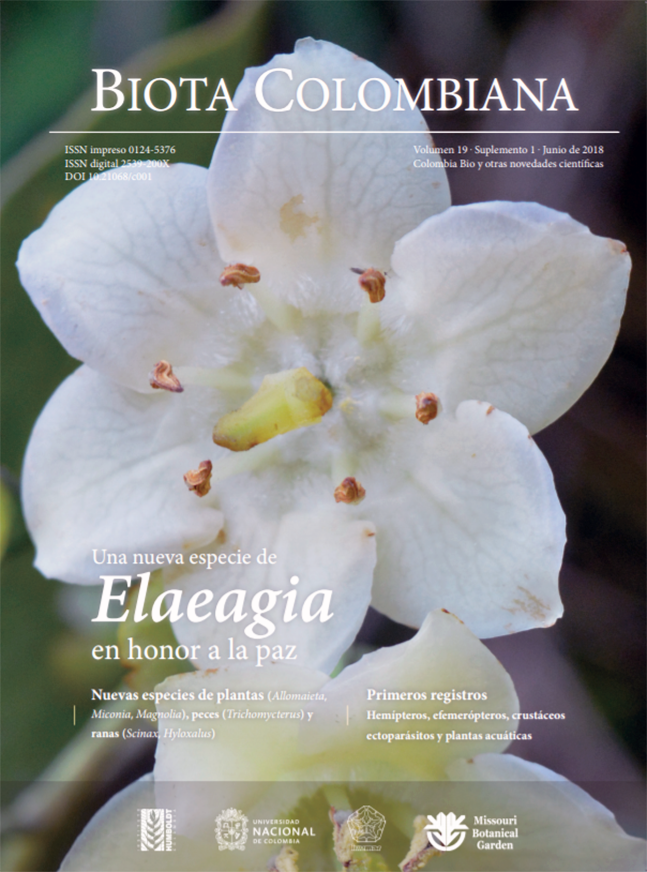 BIOTA COLOMBIANA
ISSN impreso 0124-5376
ISSN digital 2539-200X
DOI 10.21068/c001
Volumen 19 · Suplemento 1 · Junio de 2018
Colombia Bio y otras novedades científicas
Una nueva especie de
Elaeagia
en honor a la paz
Nuevas especies de plantas (Allomaieta,
Miconia, Magnolia), peces (Trichomycterus) y
ranas (Scinax, Hyloxalus)
Primeros registros
Hemípteros, efemerópteros, crustáceos
ectoparásitos y plantas acuáticas
HUMBOLDT
UNIVERSIDAD
NACIONAL
DE COLOMBIA
Missouri
Botanical
Garden